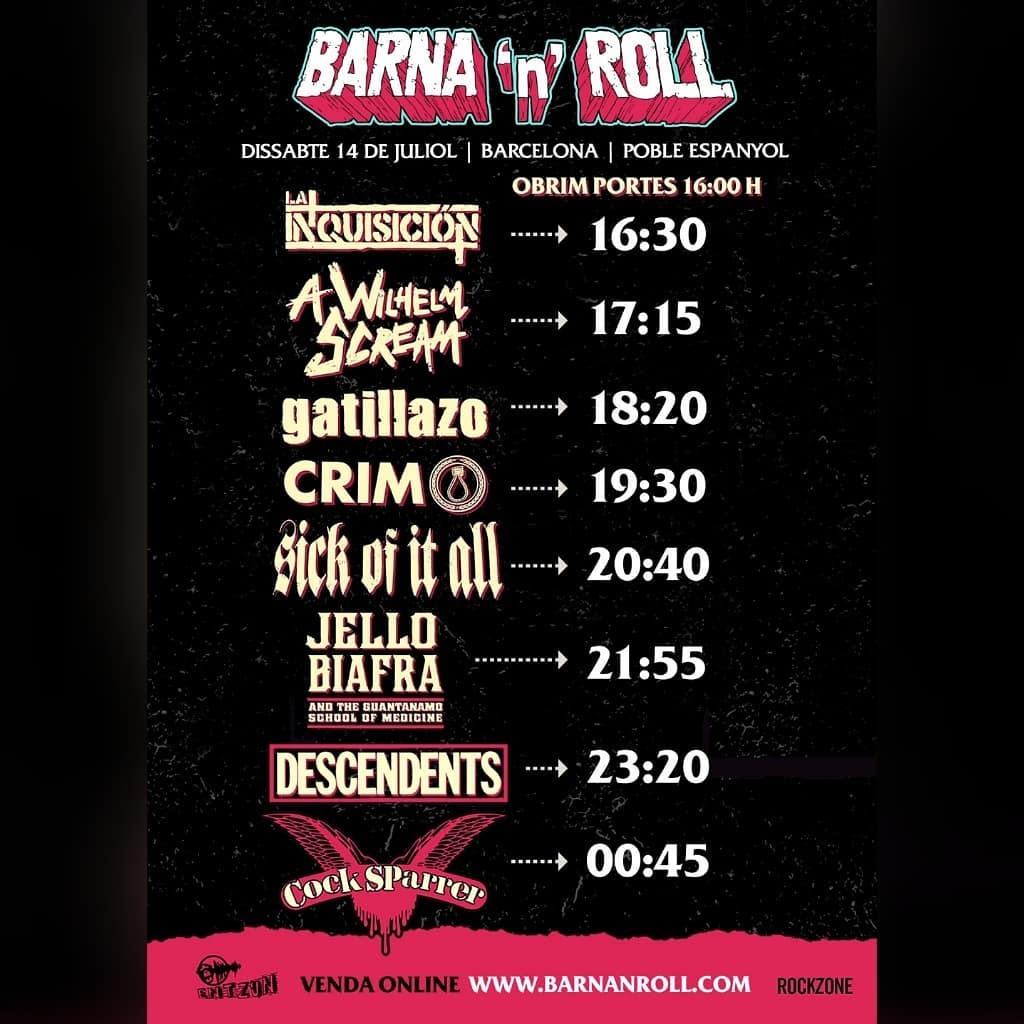 BARNA 'n' ROLL
DISSABTE 14 DE JULIOL | BARCELONA | POBLE ESPANYOL
OBRIM PORTES 16:00 H
LA INQUISICIÓN 16:30
A WILHELM SCREAM 17:15
gatillazo 18:20
CRIM 19:30
sick of it all 20:40
JELLO
BIAFRA 21:55
AND THE GUANTANAMO
SCHOOL OF MEDICINE
DESCENDENTS 23:20
Cock SParrer 00:45
VENDA ONLINE WWW.BARNANROLL.COM ROCKZONE